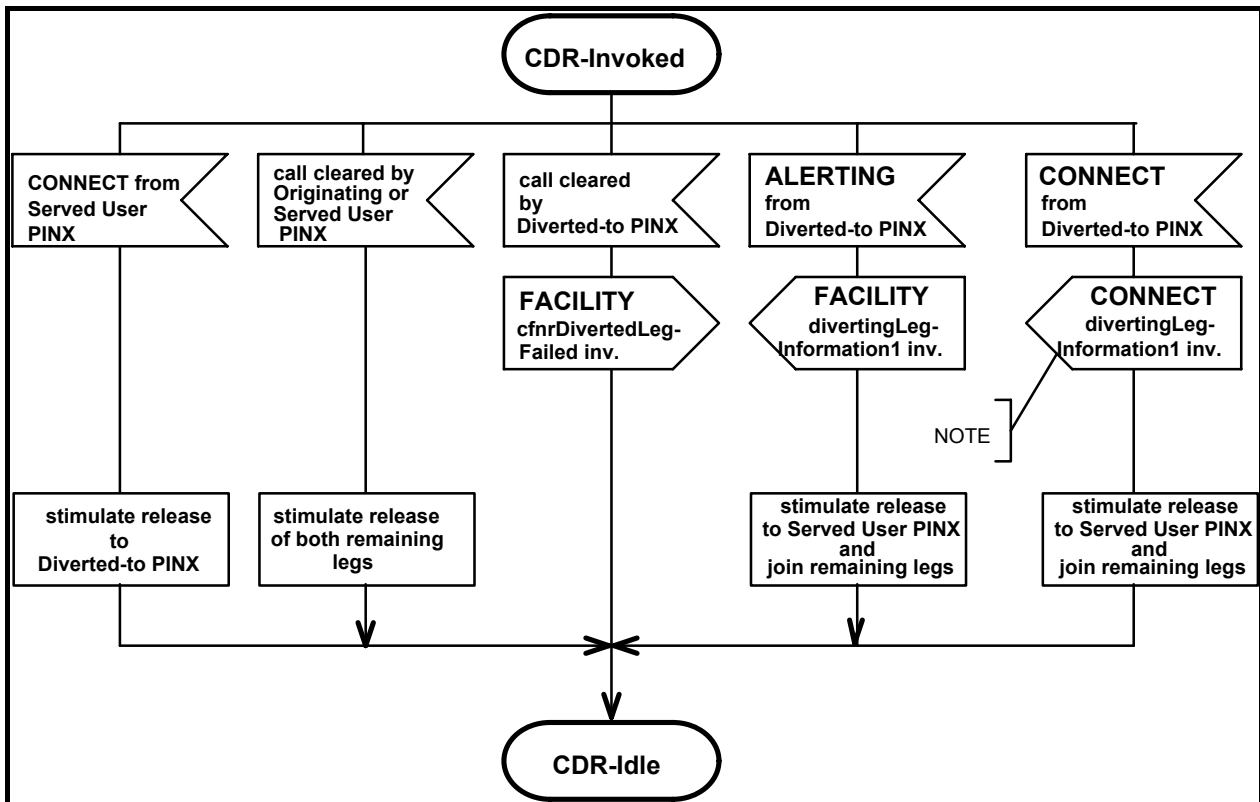 CDR-Invoked
CONNECT from
Served User
PINX
call cleared by
Originating or
Served User
PINX
call cleared
by
Diverted-to PINX
ALERTING
from
Diverted-to PINX
CONNECT
from
Diverted-to PINX
FACILITY
cfnrDivertedLeg-
Failed inv.
FACILITY
divertingLeg-
Information1 inv.
CONNECT
divertingLeg-
Information1 inv.
NOTE
stimulate release
to
Diverted-to PINX
stimulate release
of both remaining
legs
stimulate release
to Served User PINX
and
join remaining legs
stimulate release
to Served User PINX
and
join remaining legs
CDR-Idle